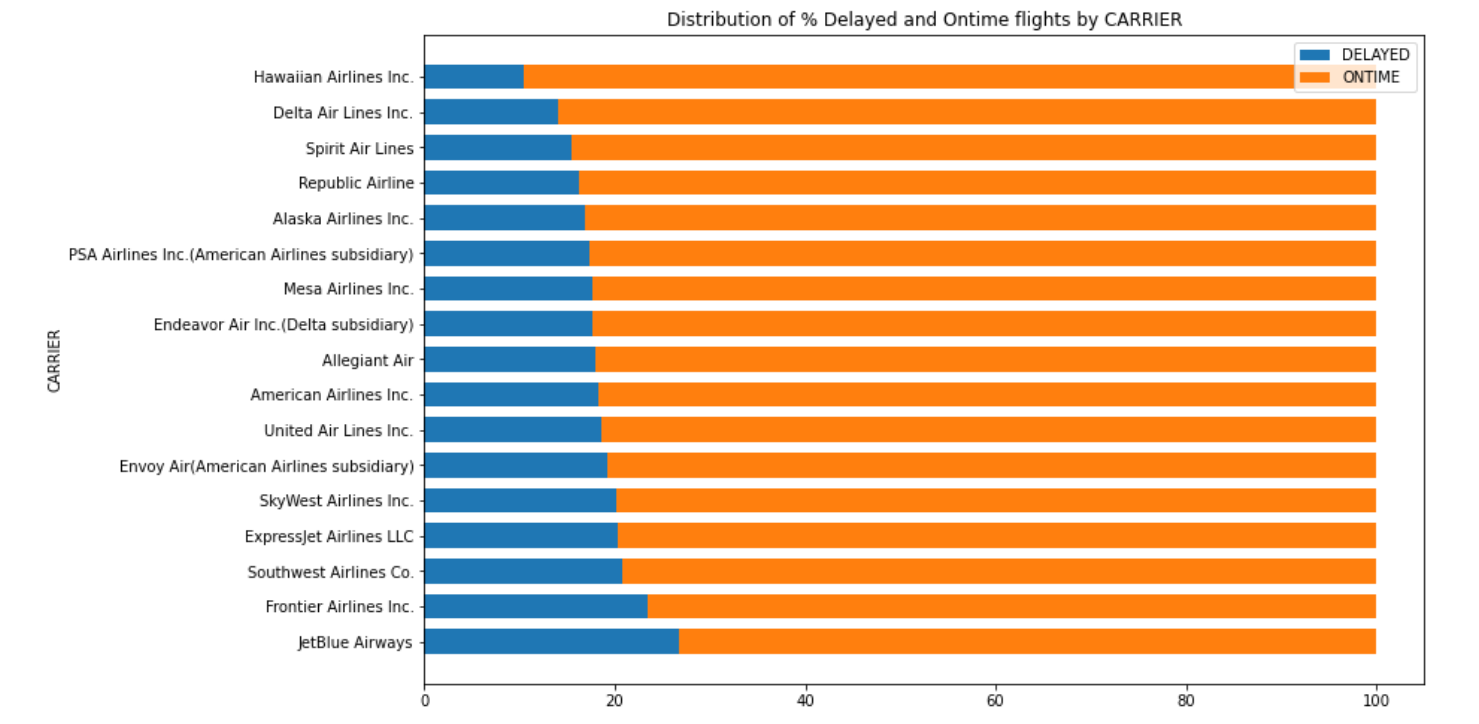 Distribution of % Delayed and Ontime flights by CARRIER
DELAYED
ONTIME
Hawaiian Airlines Inc.
Delta Air Lines Inc.
Spirit Air Lines
Republic Airline
Alaska Airlines Inc.
PSA Airlines Inc.(American Airlines subsidiary)
Mesa Airlines Inc.
Endeavor Air Inc.(Delta subsidiary)
Allegiant Air
American Airlines Inc.
United Air Lines Inc.
Envoy Air(American Airlines subsidiary)
SkyWest Airlines Inc.
ExpressJet Airlines LLC
Southwest Airlines Co.
Frontier Airlines Inc.
JetBlue Airways
CARRIER
0 20 40 60 80 100